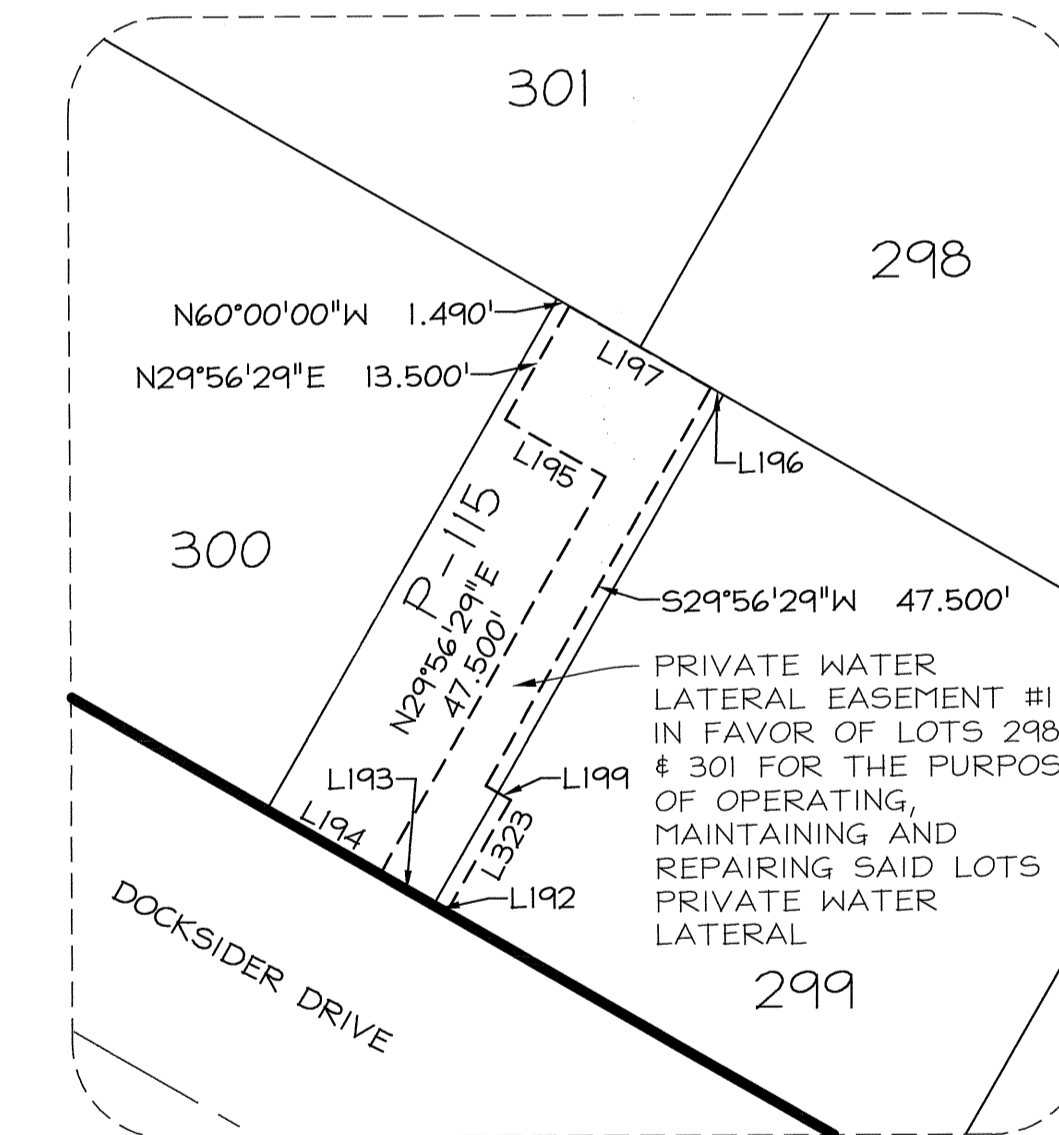 301
298
N60°00'00"W 1.490'
N29°56'29"E 13.500'
L197
L196
L195
P-115
300
N29°56'29"E
47.500'
S29°56'29"W 47.500'
PRIVATE WATER
LATERAL EASEMENT #1
IN FAVOR OF LOTS 298
& 301 FOR THE PURPOS
OF OPERATING,
MAINTAINING AND
REPAIRING SAID LOTS
PRIVATE WATER
LATERAL
L193
L199
L194
L323
L192
DOCKSIDER DRIVE
299